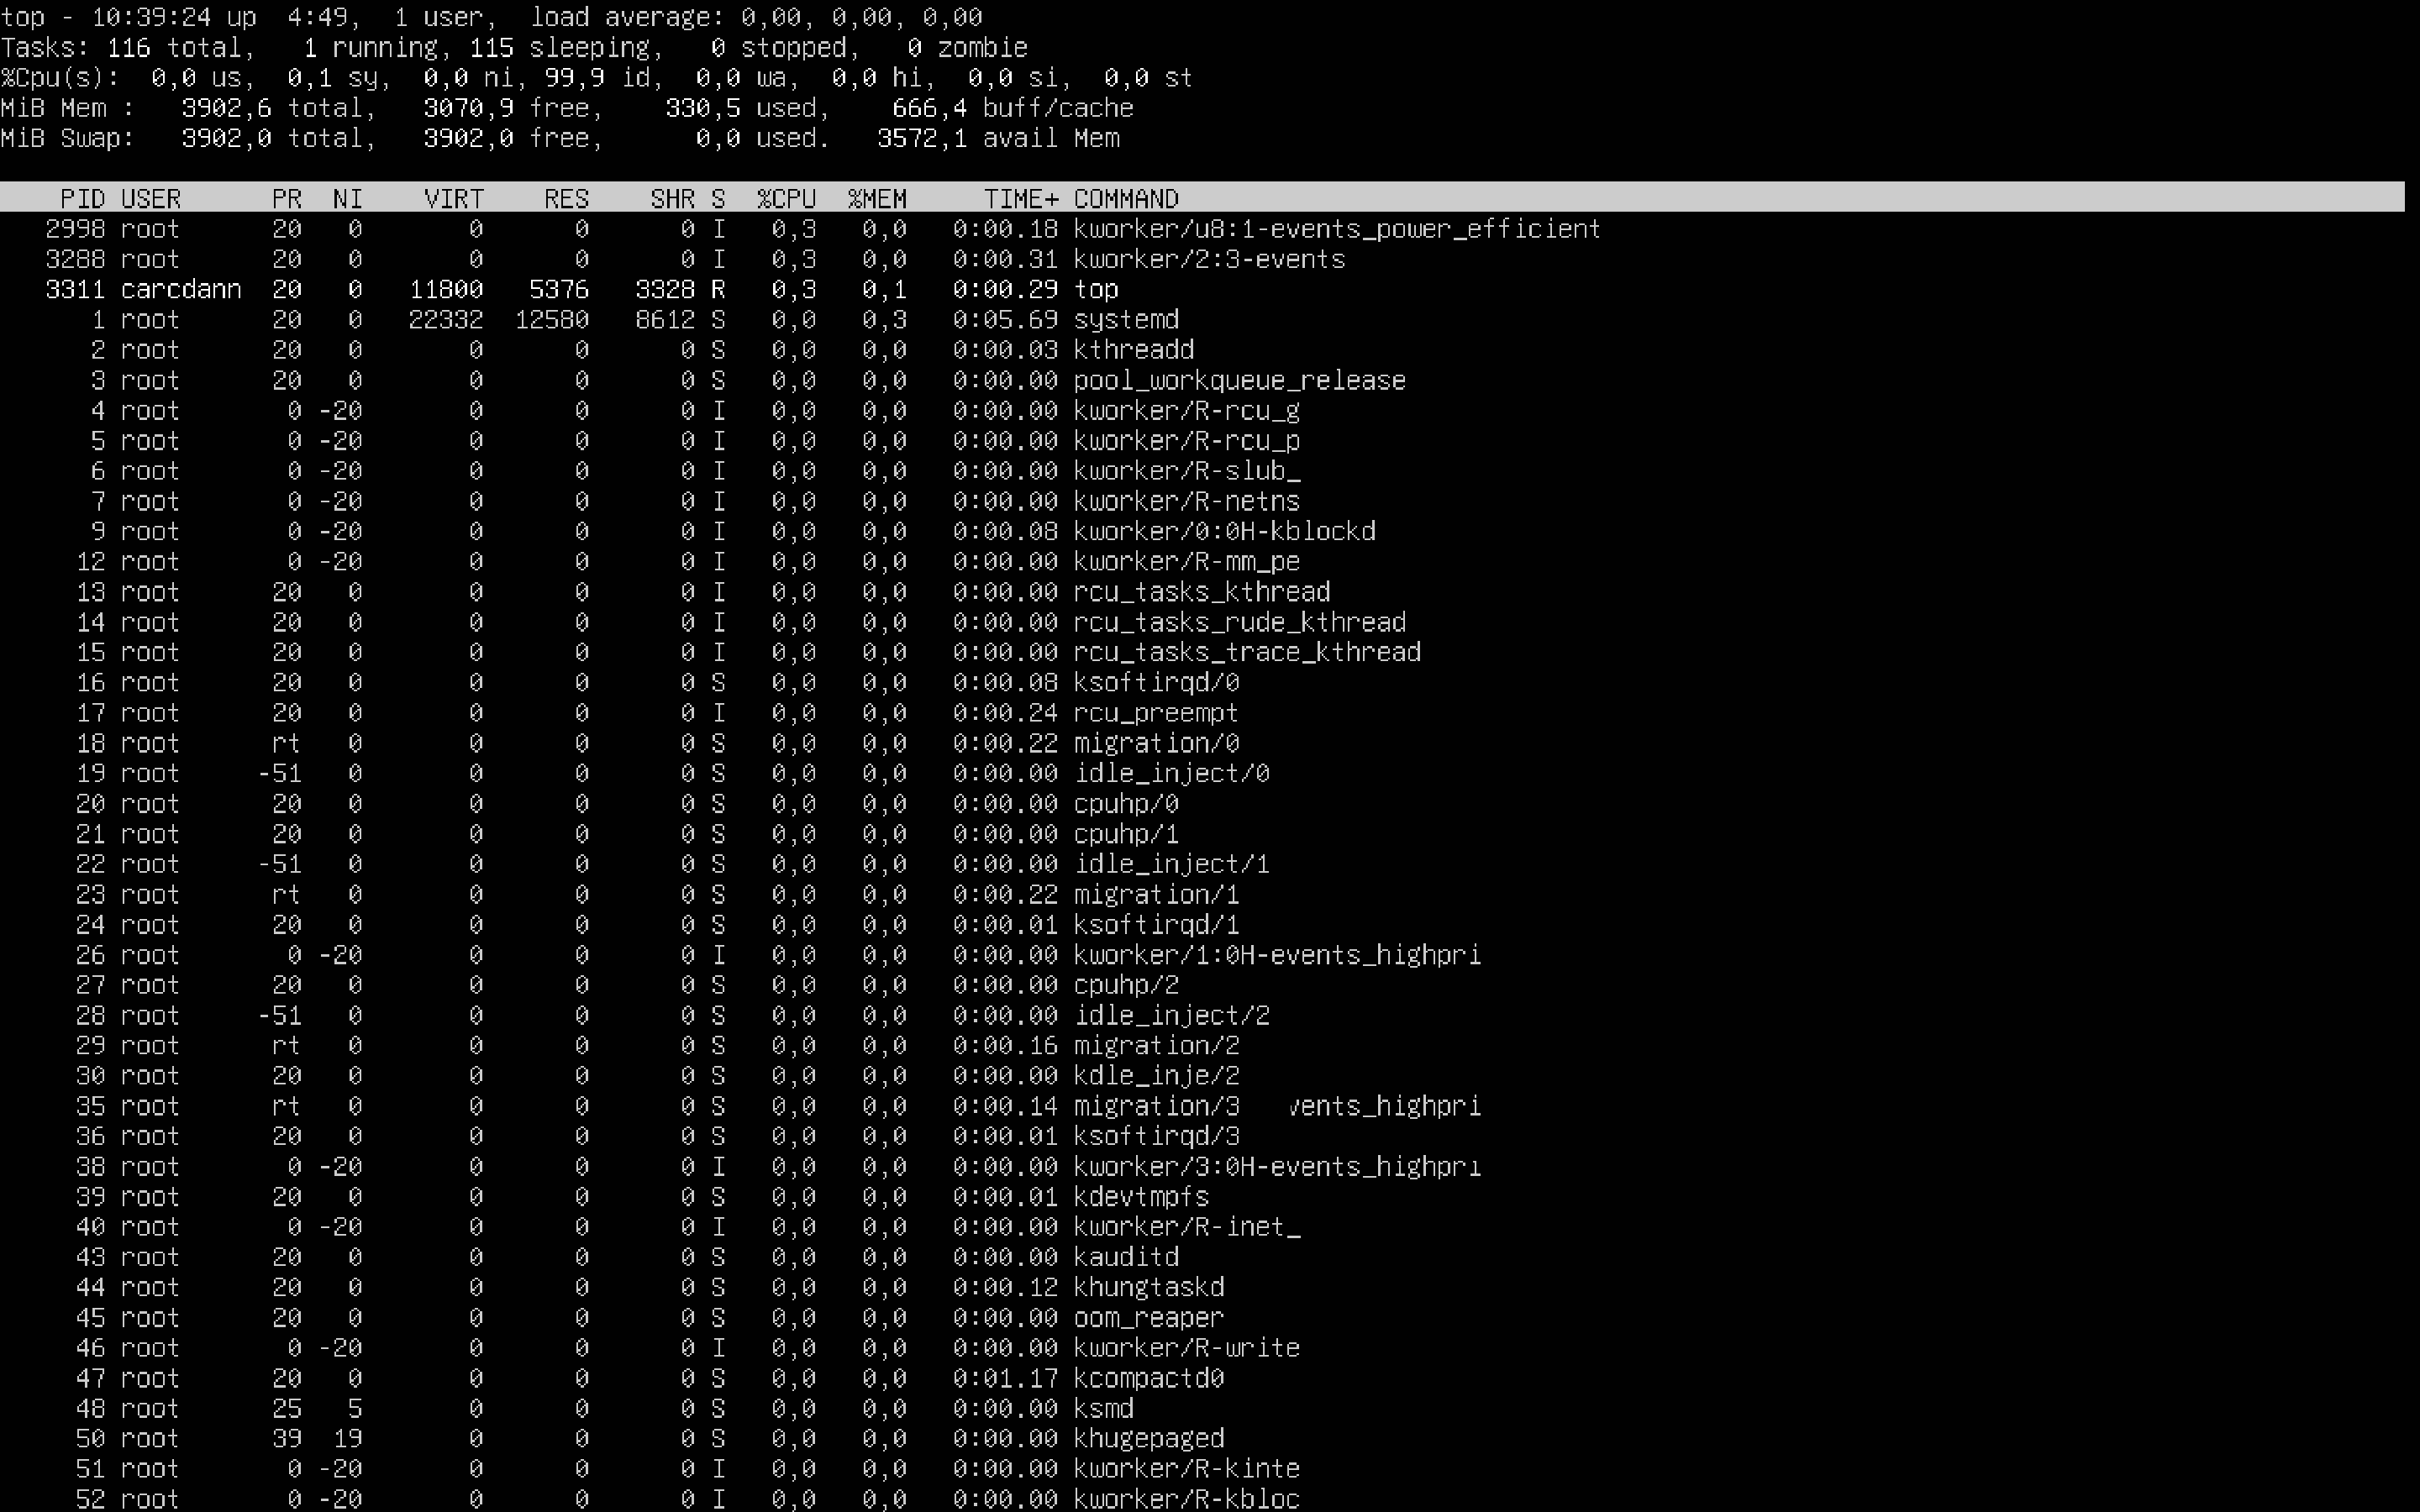 top - 10:39:24 up  4:49,  1 user,  load average: 0,00, 0,00, 0,00
Tasks: 116 total,   1 running, 115 sleeping,   0 stopped,   0 zombie
%Cpu(s):  0,0 us,  0,1 sy,  0,0 ni, 99,9 id,  0,0 wa,  0,0 hi,  0,0 si,  0,0 st
MiB Mem :   3902,6 total,   3070,9 free,    330,5 used,    666,4 buff/cache
MiB Swap:   3902,0 total,   3902,0 free,      0,0 used.   3572,1 avail Mem
PID USER PR NI VIRT RES SHR S %CPU %MEM TIME+ COMMAND
2998 root 20 0 0 0 0 I 0,3 0,0 0:00.18 kworker/u8:1-events_power_efficient
3288 root 20 0 0 0 0 I 0,3 0,0 0:00.31 kworker/2:3-events
3311 carcdann 20 0 11800 5376 3328 R 0,3 0,1 0:00.29 top
1 root 20 0 22332 12580 8612 S 0,0 0,3 0:05.69 systemd
2 root 20 0 0 0 0 S 0,0 0,0 0:00.03 kthreadd
3 root 20 0 0 0 0 S 0,0 0,0 0:00.00 pool_workqueue_release
4 root 0 -20 0 0 0 I 0,0 0,0 0:00.00 kworker/R-rcu_g
5 root 0 -20 0 0 0 I 0,0 0,0 0:00.00 kworker/R-rcu_p
6 root 0 -20 0 0 0 I 0,0 0,0 0:00.00 kworker/R-slub_
7 root 0 -20 0 0 0 I 0,0 0,0 0:00.00 kworker/R-netns
9 root 0 -20 0 0 0 I 0,0 0,0 0:00.08 kworker/0:0H-kblockd
12 root 0 -20 0 0 0 I 0,0 0,0 0:00.00 kworker/R-mm_pe
13 root 20 0 0 0 0 I 0,0 0,0 0:00.00 rcu_tasks_kthread
14 root 20 0 0 0 0 I 0,0 0,0 0:00.00 rcu_tasks_rude_kthread
15 root 20 0 0 0 0 I 0,0 0,0 0:00.00 rcu_tasks_trace_kthread
16 root 20 0 0 0 0 S 0,0 0,0 0:00.08 ksoftirqd/0
17 root 20 0 0 0 0 I 0,0 0,0 0:00.24 rcu_preempt
18 root rt 0 0 0 0 S 0,0 0,0 0:00.22 migration/0
19 root -51 0 0 0 0 S 0,0 0,0 0:00.00 idle_inject/0
20 root 20 0 0 0 0 S 0,0 0,0 0:00.00 cpuhp/0
21 root 20 0 0 0 0 S 0,0 0,0 0:00.00 cpuhp/1
22 root -51 0 0 0 0 S 0,0 0,0 0:00.00 idle_inject/1
23 root rt 0 0 0 0 S 0,0 0,0 0:00.22 migration/1
24 root 20 0 0 0 0 S 0,0 0,0 0:00.01 ksoftirqd/1
26 root 0 -20 0 0 0 I 0,0 0,0 0:00.00 kworker/1:0H-events_highpri
27 root 20 0 0 0 0 S 0,0 0,0 0:00.00 cpuhp/2
28 root -51 0 0 0 0 S 0,0 0,0 0:00.00 idle_inject/2
29 root rt 0 0 0 0 S 0,0 0,0 0:00.16 migration/2
30 root 20 0 0 0 0 S 0,0 0,0 0:00.00 kdle_inje/2
35 root rt 0 0 0 0 S 0,0 0,0 0:00.14 migration/3 vents_highpri
36 root 20 0 0 0 0 S 0,0 0,0 0:00.01 ksoftirqd/3
38 root 0 -20 0 0 0 I 0,0 0,0 0:00.00 kworker/3:0H-events_highpri
39 root 20 0 0 0 0 S 0,0 0,0 0:00.01 kdevtmpfs
40 root 0 -20 0 0 0 I 0,0 0,0 0:00.00 kworker/R-inet_
43 root 20 0 0 0 0 S 0,0 0,0 0:00.00 kauditd
44 root 20 0 0 0 0 S 0,0 0,0 0:00.12 khungtaskd
45 root 20 0 0 0 0 S 0,0 0,0 0:00.00 oom_reaper
46 root 0 -20 0 0 0 I 0,0 0,0 0:00.00 kworker/R-write
47 root 20 0 0 0 0 S 0,0 0,0 0:01.17 kcompactd0
48 root 25 5 0 0 0 S 0,0 0,0 0:00.00 ksmd
50 root 39 19 0 0 0 S 0,0 0,0 0:00.00 khugepaged
51 root 0 -20 0 0 0 I 0,0 0,0 0:00.00 kworker/R-kinte
52 root 0 -20 0 0 0 I 0,0 0,0 0:00.00 kworker/R-kbloc